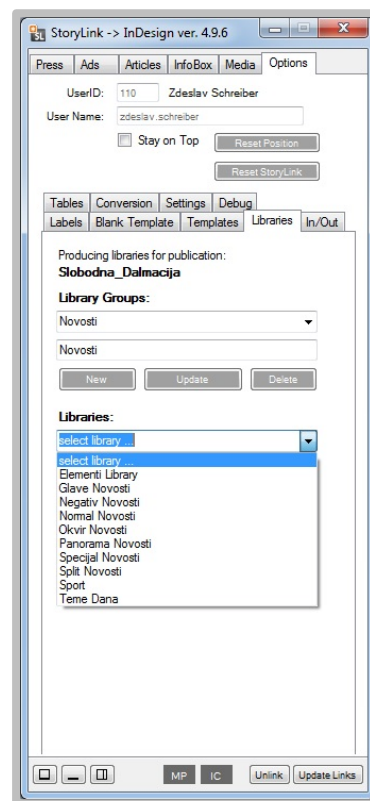 StoryLink -> InDesign ver. 4.9.6
Press Ads Articles InfoBox Media Options
UserID: 110 Zdeslav Schreiber
User Name: zdeslav.schreiber
Stay on Top Reset Position
Reset StoryLink
Tables Conversion Settings Debug
Labels Blank Template Templates Libraries In/Out
Producing libraries for publication:
Slobodna_Dalmacija
Library Groups:
Novosti
Novosti
New Update Delete
Libraries:
select library ...
select library ...
Elementi Library
Glave Novosti
Negativ Novosti
Normal Novosti
Okvir Novosti
Panorama Novosti
Specijal Novosti
Split Novosti
Sport
Teme Dana
MP IC Unlink Update Links